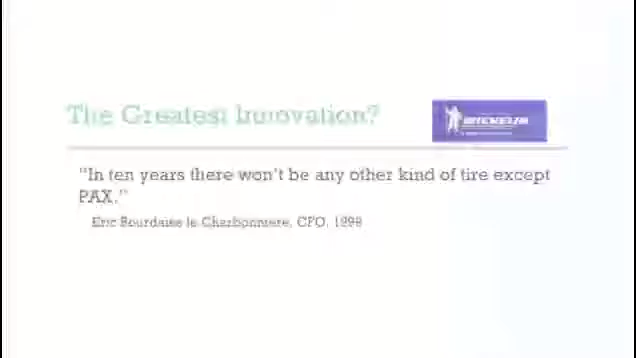 The Greatest Innovation?
MICHELIN
"In ten years there won't be any other kind of tire except
PAX."
Eric Bourdaise le Charbonniere, CFO, 1998